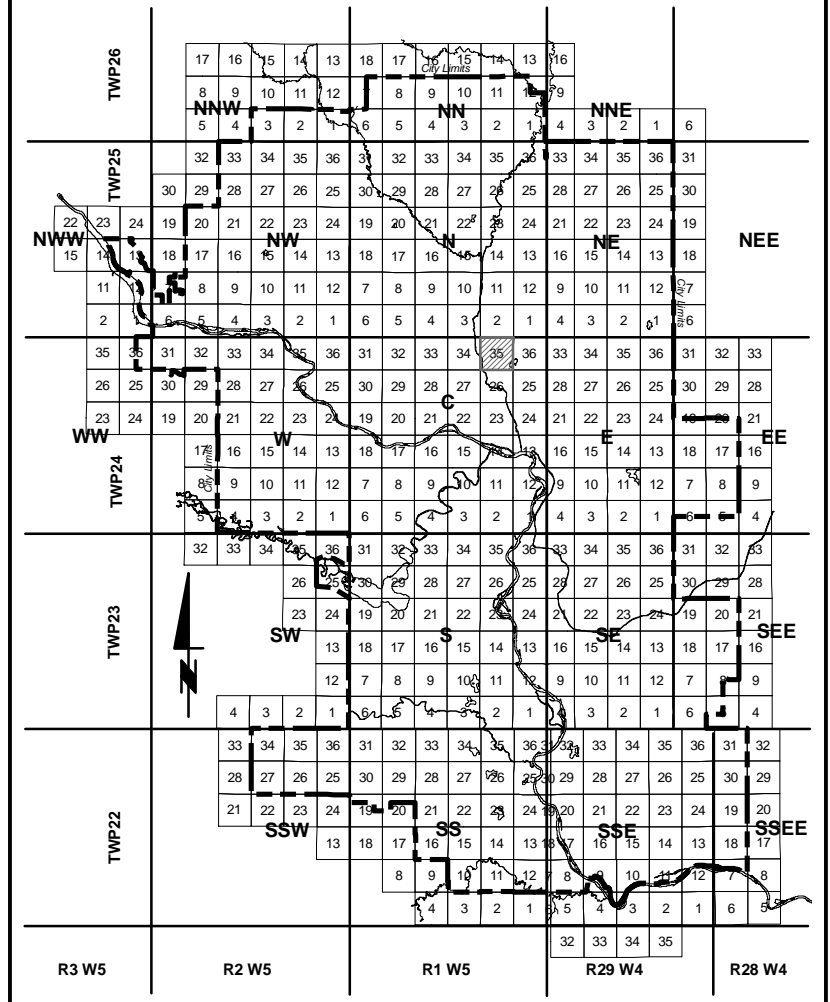 TWP26
17 16 15 14 13 18 17 16 15 14 13 16
City Limits
8 9 10 11 12 8 9 10 11 12 9
NNW NN NNE
5 4 3 2 1 6 5 4 3 2 1 4 3 2 1 6
TWP25
32 33 34 35 36 31 32 33 34 35 36 33 34 35 36 31
30 29 28 27 26 25 30 29 28 27 26 25 28 27 26 25 30
22 23 24 19 20 21 22 23 24 19 20 21 22 23 24 21 22 23 24 19
NWW NW N NE NEE
15 14 13 18 17 16 15 14 13 18 17 16 15 14 13 16 15 14 13 18
11 8 9 10 11 12 7 8 9 10 11 12 9 10 11 12 7
City Limits
2 6 5 4 3 2 1 6 5 4 3 2 1 4 3 2 1 6
TWP24
35 36 31 32 33 34 35 36 31 32 33 34 35 36 33 34 35 36 31 32 33
26 25 30 29 28 27 26 25 30 29 28 27 26 25 28 27 26 25 30 29 28
C
23 24 19 20 21 22 23 24 19 20 21 22 23 24 21 22 23 24 19 20 21
WW W E EE
17 16 15 14 13 18 17 16 15 14 13 16 15 14 13 18 17 16
City Limits
8 9 10 11 12 7 8 9 10 11 12 9 10 11 12 7 8 9
5 4 3 2 1 6 5 4 3 2 1 4 3 2 1 6 5 4
TWP23
32 33 34 35 36 31 32 33 34 35 36 33 34 35 36 31 32 33
26 25 30 29 28 27 26 25 28 27 26 25 30 29 28
23 24 19 20 21 22 23 24 21 22 23 24 19 20 21
SW S SE SEE
13 18 17 16 15 14 13 16 15 14 13 18 17 16
12 7 8 9 10 11 12 9 10 11 12 7 8 9
4 3 2 1 6 5 4 3 2 1 4 3 2 1 6 4
N
TWP22
33 34 35 36 31 32 33 34 35 36 31 32 33 34 35 36 31 32
28 27 26 25 30 29 28 27 26 25 30 29 28 27 26 25 30 29
21 22 23 24 19 20 21 22 23 24 19 20 21 22 23 24 19 20
SSW SS SSE SSEE
13 18 17 16 15 14 13 18 17 16 15 14 13 18 17
8 9 10 11 12 7 8 9 10 11 12 7 8
4 3 2 1 5 4 3 2 1 6 5
32 33 34 35
R3 W5 R2 W5 R1 W5 R29 W4 R28 W4